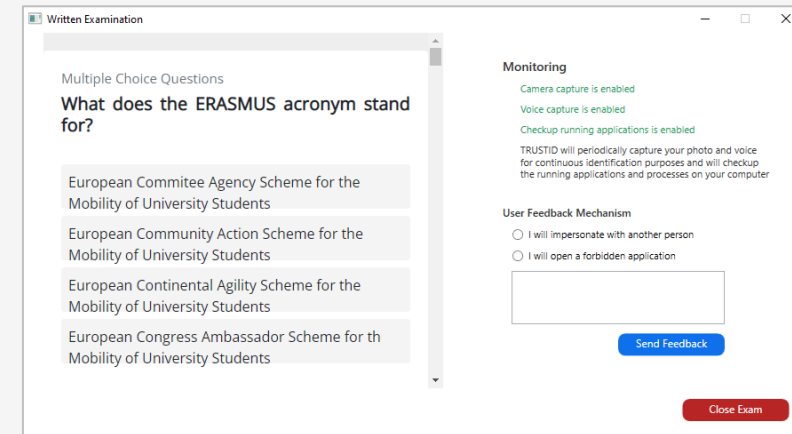 Written Examination
Multiple Choice Questions
What does the ERASMUS acronym stand
for?
European Commitee Agency Scheme for the
Mobility of University Students
European Community Action Scheme for the
Mobility of University Students
European Continental Agility Scheme for the
Mobility of University Students
European Congress Ambassador Scheme for th
Mobility of University Students
Monitoring
Camera capture is enabled
Voice capture is enabled
Checkup running applications is enabled
TRUSTID will periodically capture your photo and voice
for continuous identification purposes and will checkup
the running applications and processes on your computer
User Feedback Mechanism
I will impersonate with another person
I will open a forbidden application
Send Feedback
Close Exam